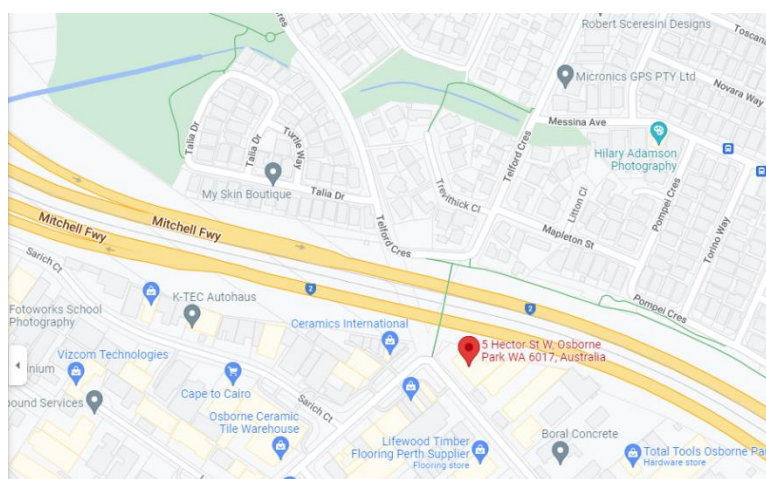 Robert Sceresini Designs
Toscana
Micronics GPS PTY Ltd
Novara Way
Messina Ave
Talia Dr
Turtle Way
Talia Dr
Telford Cres
Hilary Adamson
Photography
My Skin Boutique
Talia Dr
Trevithick Cl
Litton Cl
Pompei Cres
Mitchell Fwy
Mitchell Fwy
Telford Cres
Mapleton St
Torino Way
Sarich Ct
K-TEC Autohaus
2
2
Pompei Cres
Fotoworks School
Photography
Ceramics International
5 Hector St W, Osborne
Park WA 6017, Australia
Vizcom Technologies
inium
Cape to Cairo
Sarich Ct
ound Services
Osborne Ceramic
Tile Warehouse
Lifewood Timber
Flooring Perth Supplier
Flooring store
Boral Concrete
Total Tools Osborne Par
Hardware store